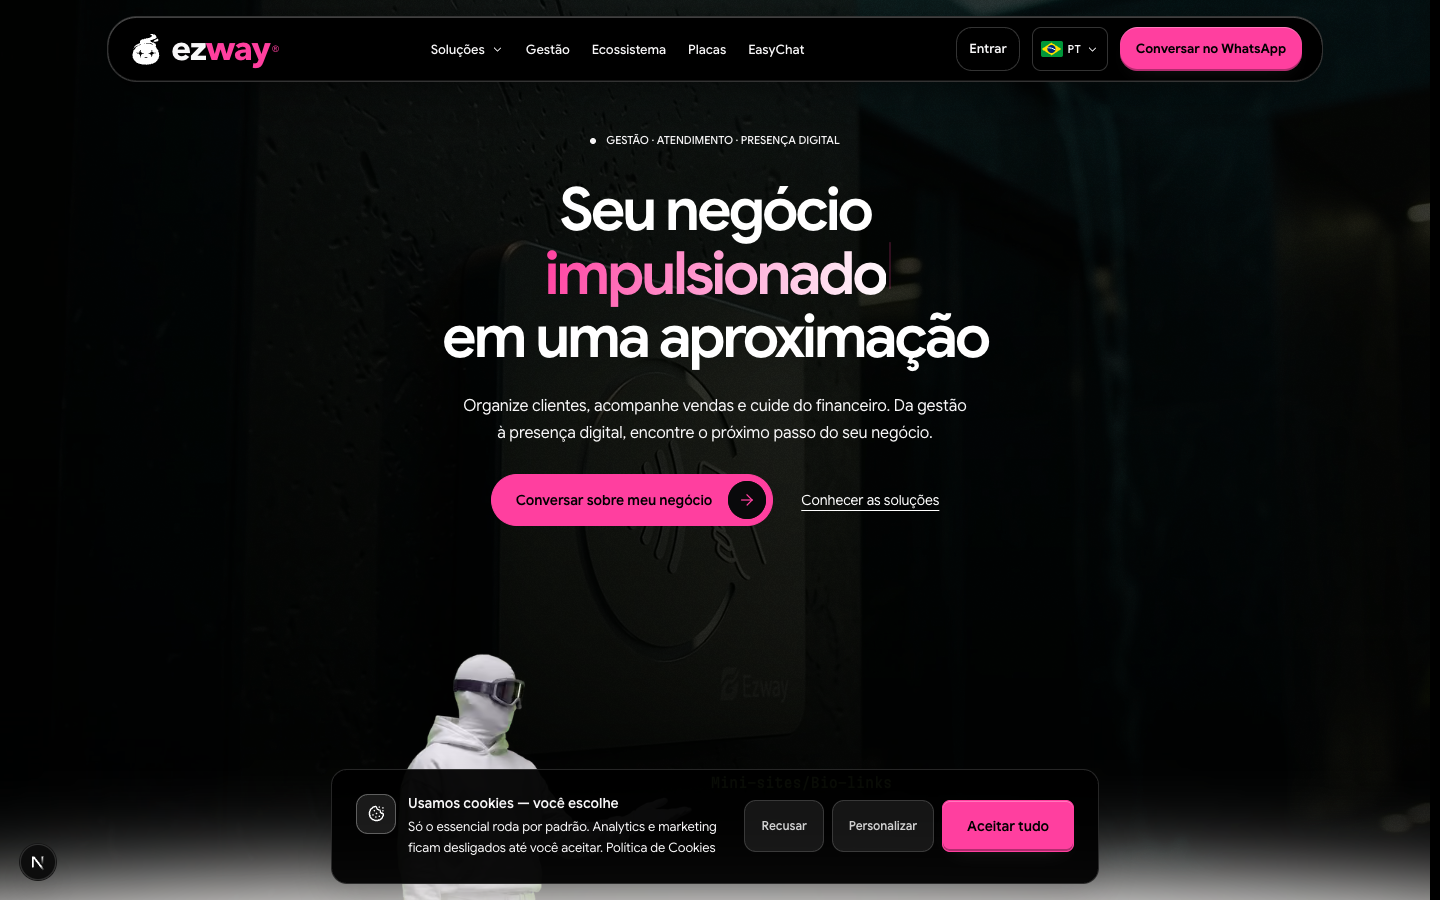 ezway®
Soluções
Gestão
Ecossistema
Placas
EasyChat
Entrar
PT
Conversar no WhatsApp
GESTÃO · ATENDIMENTO · PRESENÇA DIGITAL
Seu negócio
impulsionado
em uma aproximação
Organize clientes, acompanhe vendas e cuide do financeiro. Da gestão
à presença digital, encontre o próximo passo do seu negócio.
Conversar sobre meu negócio
Conhecer as soluções
Ezway
Mini-sites/Bio-links
Usamos cookies — você escolhe
Só o essencial roda por padrão. Analytics e marketing
ficam desligados até você aceitar. Política de Cookies
Recusar
Personalizar
Aceitar tudo
N